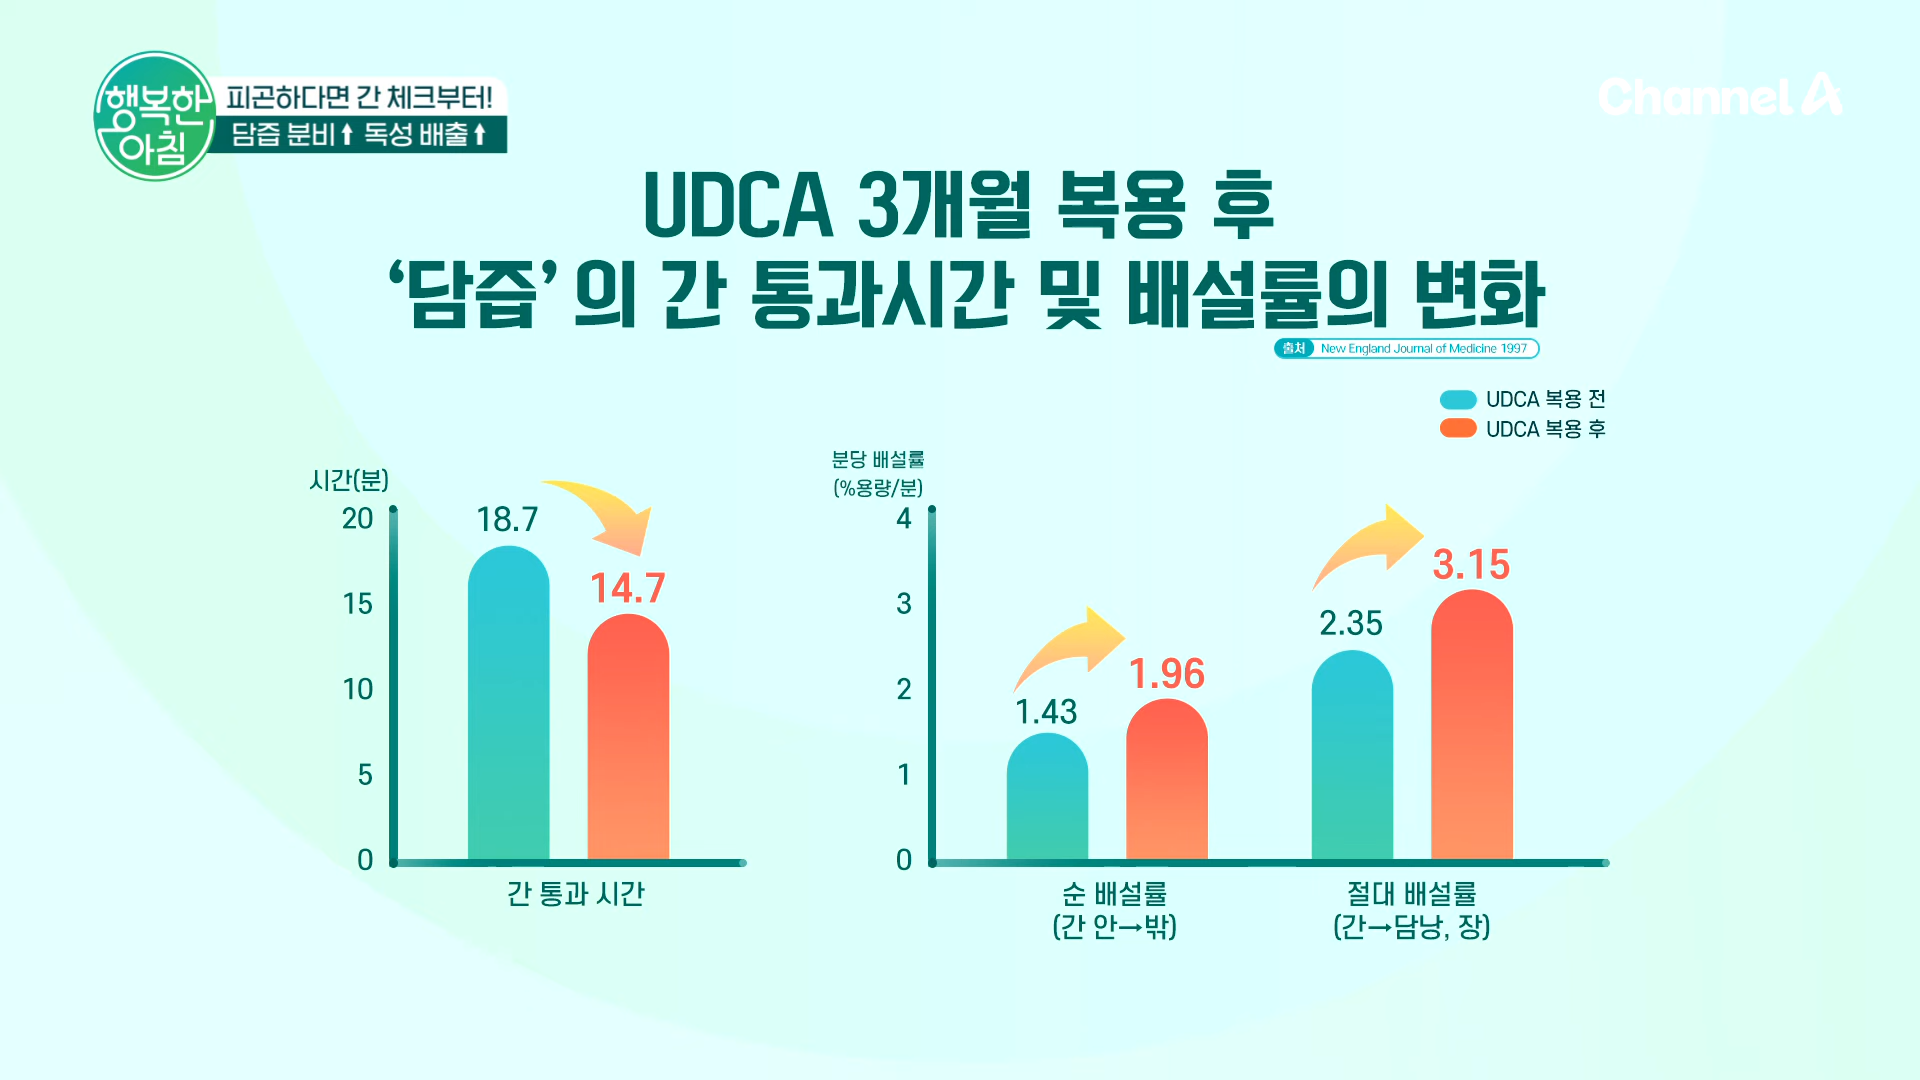 행복한
아침
피곤하다면 간 체크부터!
담즙 분비⬆ 독성 배출⬆
Channel A
UDCA 3개월 복용 후
‘담즙’의 간 통과시간 및 배설률의 변화
출처 New England Journal of Medicine 1997
UDCA 복용 전
UDCA 복용 후
시간(분)
20
15
10
5
0
18.7
14.7
간 통과 시간
분당 배설률
(%용량/분)
4
3
2
1
0
1.43
1.96
2.35
3.15
순 배설률
(간 안→밖)
절대 배설률
(간→담낭, 장)